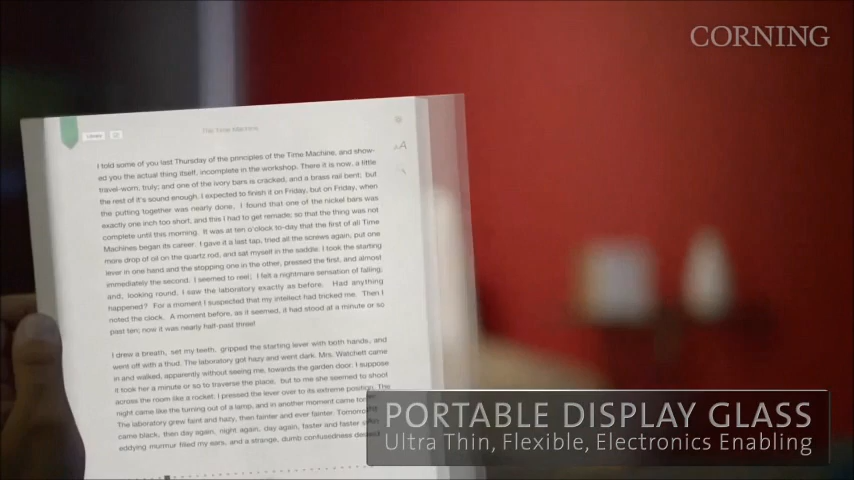 CORNING
Library
The Time Machine
AA
I told some of you last Thursday of the principles of the Time Machine, and show-
ed you the actual thing itself, incomplete in the workshop. There it is now, a little
travel-worn, truly; and one of the ivory bars is cracked, and a brass rail bent; but
the rest of it's sound enough. I expected to finish it on Friday, but on Friday, when
the putting together was nearly done, I found that one of the nickel bars was
exactly one inch too short, and this I had to get remade; so that the thing was not
complete until this morning. It was at ten o'clock to-day that the first of all Time
Machines began its career. I gave it a last tap, tried all the screws again, put one
more drop of oil on the quartz rod, and sat myself in the saddle. I took the starting
lever in one hand and the stopping one in the other, pressed the first, and almost
immediately the second. I seemed to reel; I felt a nightmare sensation of falling;
and, looking round, I saw the laboratory exactly as before. Had anything
happened? For a moment I suspected that my intellect had tricked me. Then I
noted the clock. A moment before, as it seemed, it had stood at a minute or so
past ten; now it was nearly half-past three!
I drew a breath, set my teeth, gripped the starting lever with both hands, and
went off with a thud. The laboratory got hazy and went dark. Mrs. Watchett came
in and walked, apparently without seeing me, towards the garden door. I suppose
it took her a minute or so to traverse the place, but to me she seemed to shoot
across the room like a rocket. I pressed the lever over to its extreme position. The
night came like the turning out of a lamp, and in another moment came
The laboratory grew faint and hazy, then fainter and ever fainter.
came black, then day again, night again, day again, faster and faster
eddying murmur filled my ears, and a strange, dumb confusedness
PORTABLE DISPLAY GLASS
Ultra Thin, Flexible, Electronics Enabling